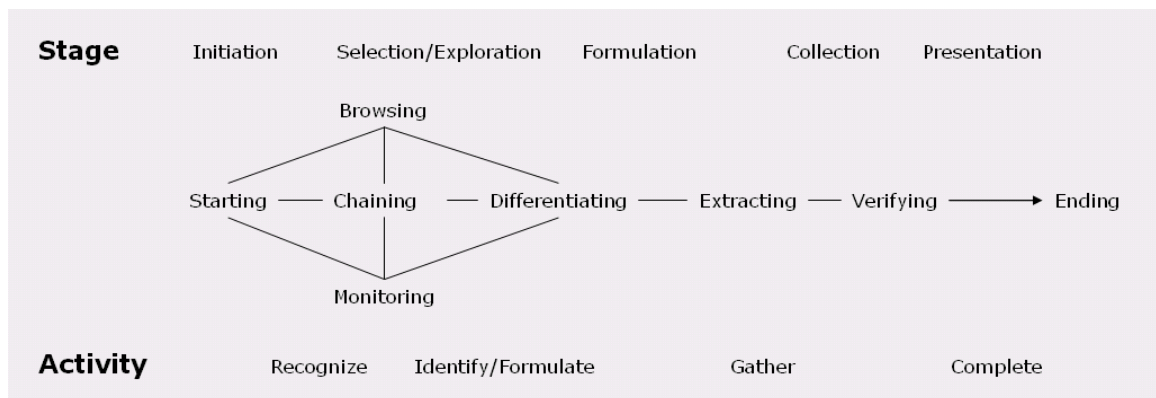 Stage Initiation Selection/Exploration Formulation Collection Presentation
Browsing
Starting Chaining Differentiating Extracting Verifying Ending
Monitoring
Activity Recognize Identify/Formulate Gather Complete